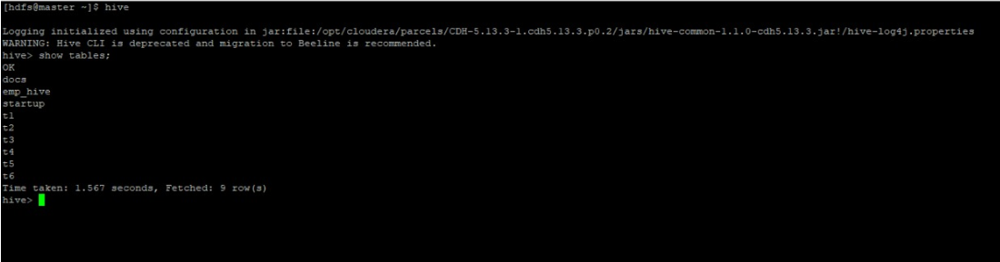 [hdfs@master ~]$ hive
Logging initialized using configuration in jar:file:/opt/cloudera/parcels/CDH-5.13.3-1.cdh5.13.3.p0.2/jars/hive-common-1.1.0-cdh5.13.3.jar!/hive-log4j.properties
WARNING: Hive CLI is deprecated and migration to Beeline is recommended.
hive> show tables;
OK
docs
emp_hive
startup
t1
t2
t3
t4
t5
t6
Time taken: 1.567 seconds, Fetched: 9 row(s)
hive>